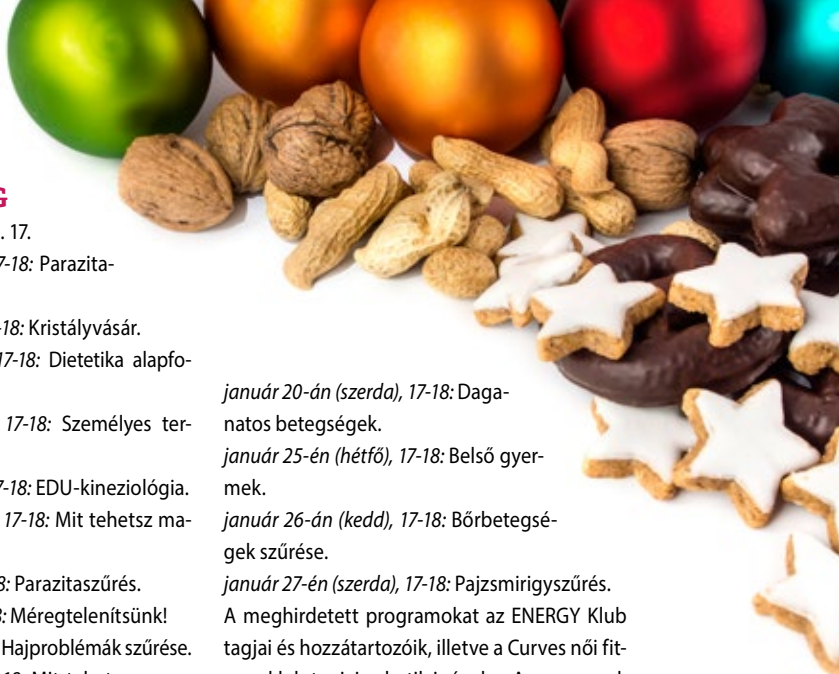 G
. 17.
7-18: Parazita-
-18: Kristályvásár.
17-18: Dietetika alapfo-
17-18: Személyes ter-
7-18: EDU-kineziológia.
17-18: Mit tehetsz ma-
8: Parazitaszűrés.
8: Méregtelenítsünk!
Hajproblémák szűrése.
január 20-án (szerda), 17-18: Daga-
natos betegségek.
január 25-én (hétfő), 17-18: Belső gyer-
mek.
január 26-án (kedd), 17-18: Bőrbetegsé-
gek szűrése.
január 27-én (szerda), 17-18: Pajzsmirigyszűrés.
A meghirdetett programokat az ENERGY Klub
tagjai és hozzátartozóik, illetve a Curves női fit-